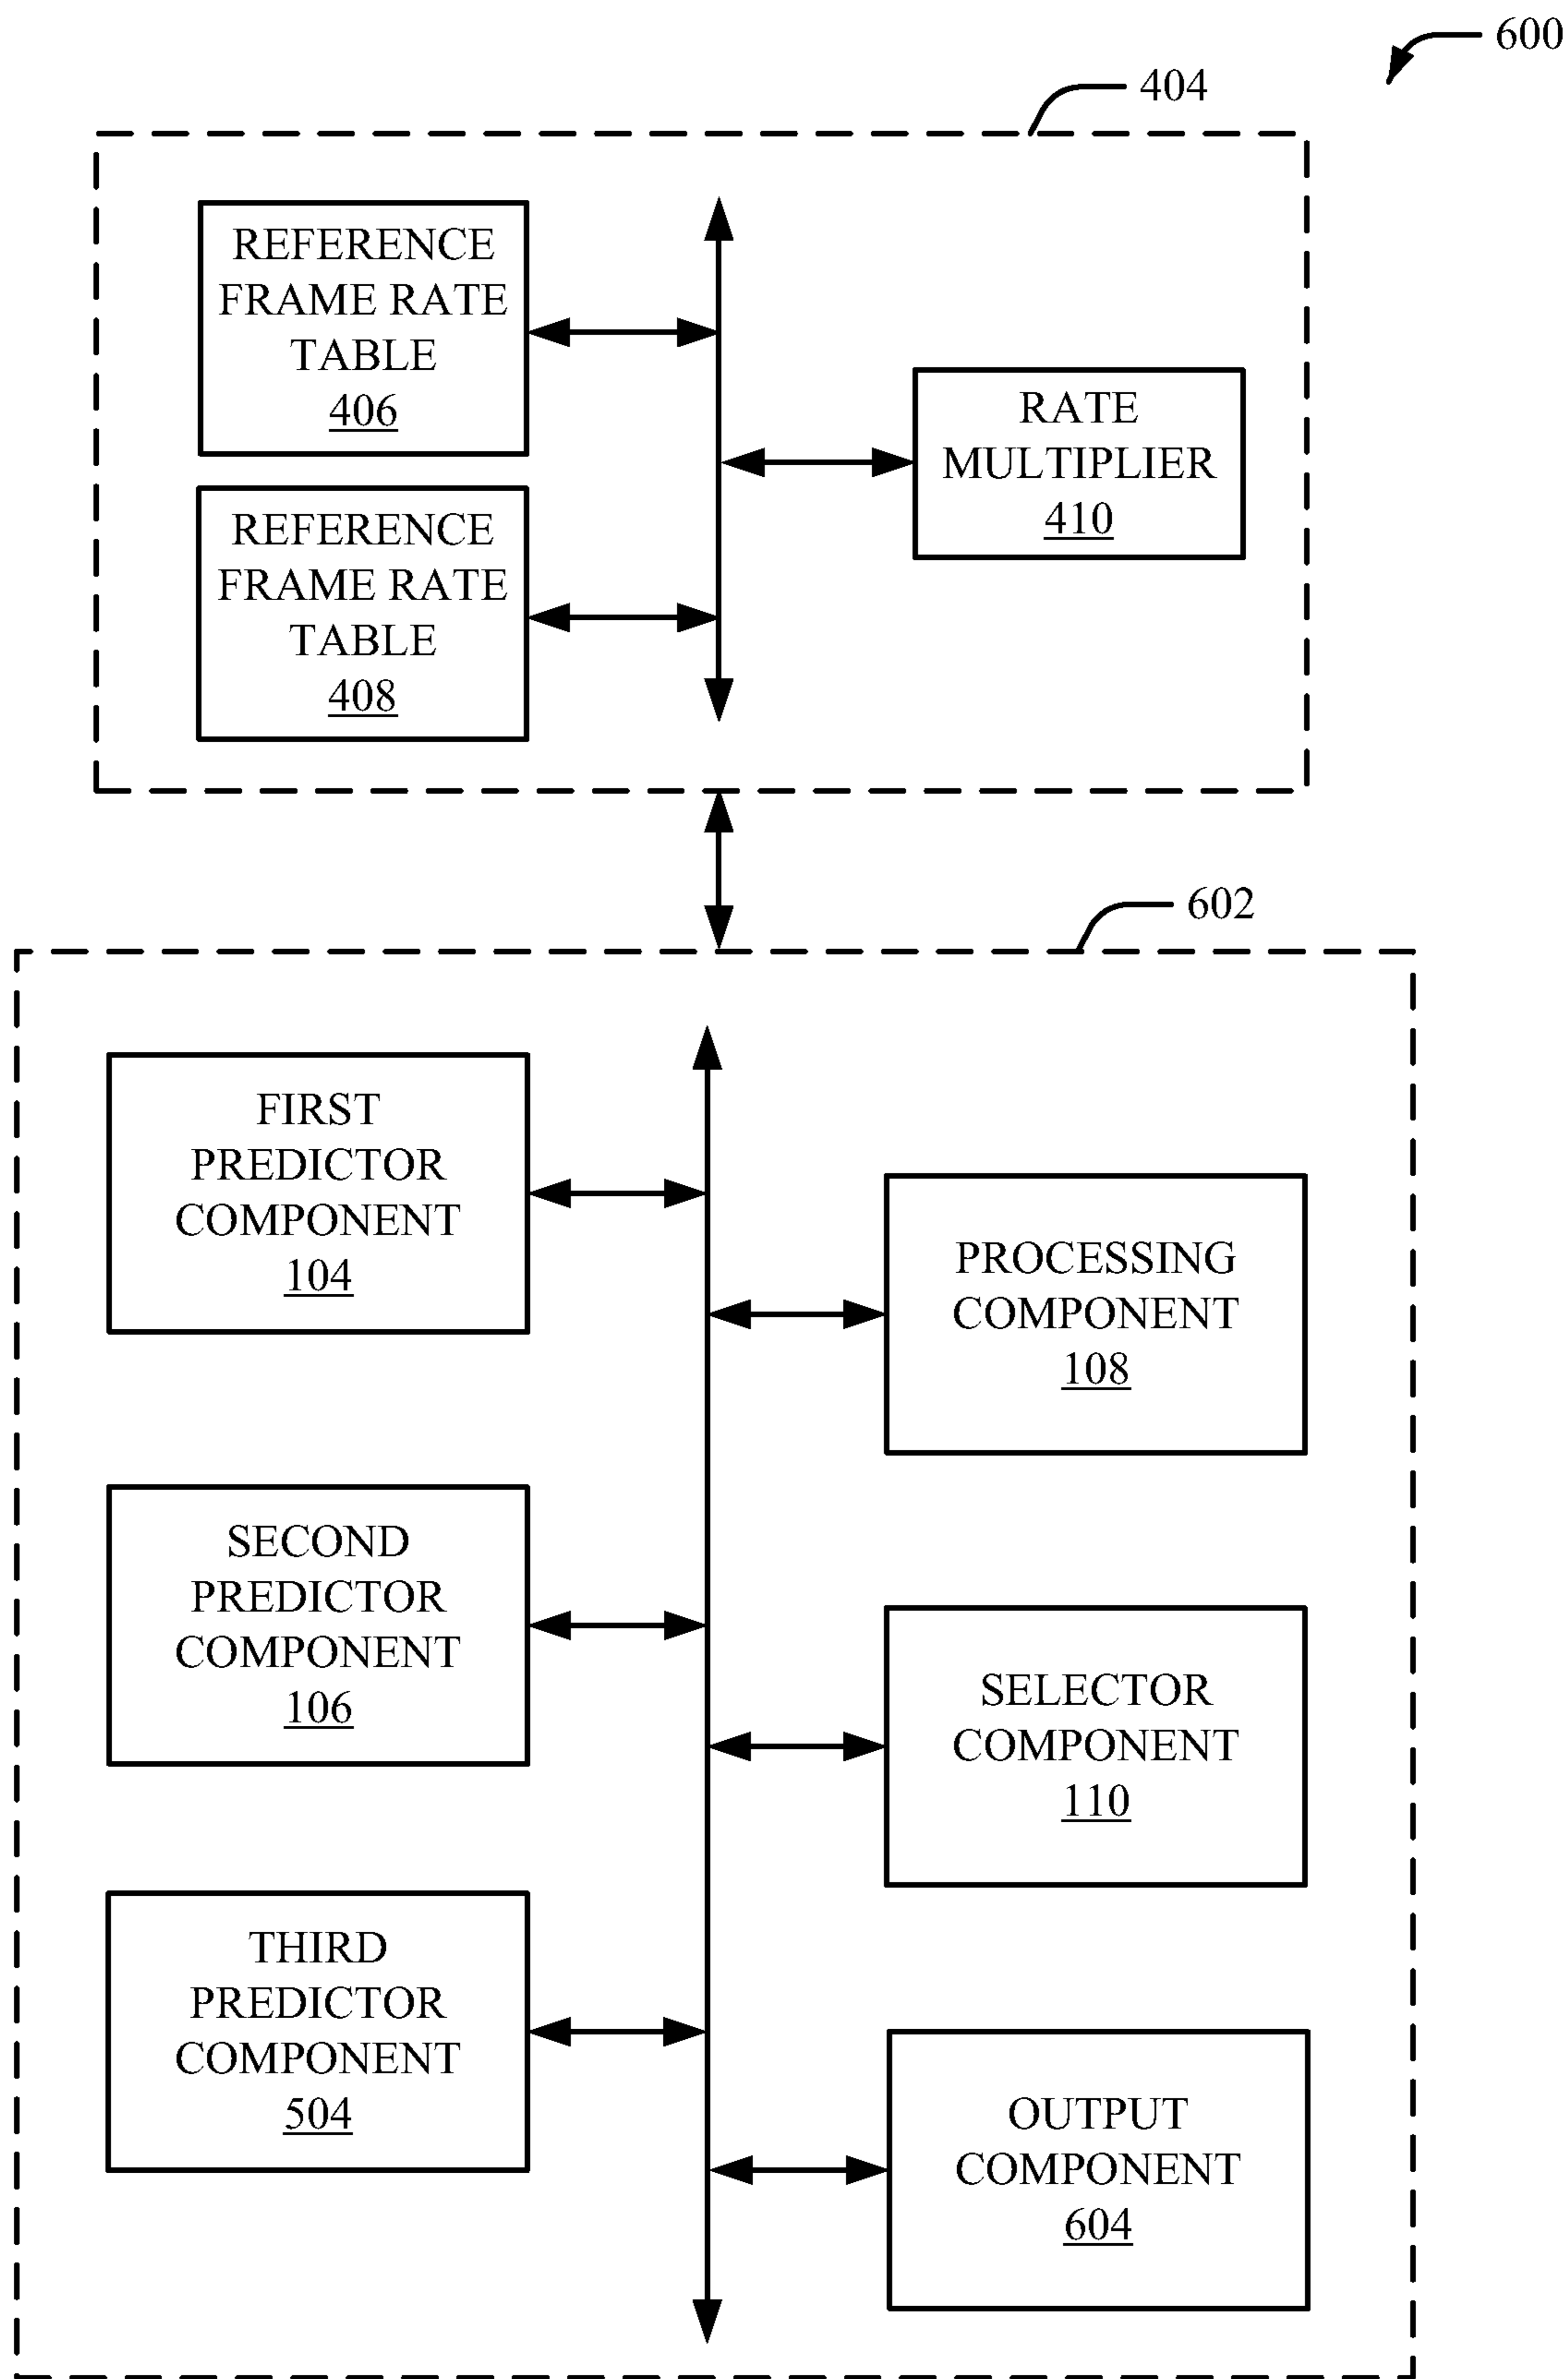 600
404
REFERENCE
FRAME RATE
TABLE
406
RATE
MULTIPLIER
410
REFERENCE
FRAME RATE
TABLE
408
602
FIRST
PREDICTOR
COMPONENT
104
PROCESSING
COMPONENT
108
SECOND
PREDICTOR
COMPONENT
106
SELECTOR
COMPONENT
110
THIRD
PREDICTOR
COMPONENT
504
OUTPUT
COMPONENT
604